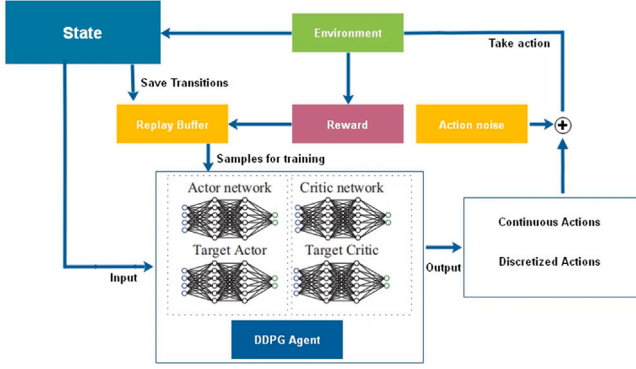 State
Environment
Take action
Save Transitions
Replay Buffer
Reward
Action noise
Samples for training
Actor network
Critic network
Target Actor
Target Critic
Continuous Actions
Discretized Actions
Input
Output
DDPG Agent